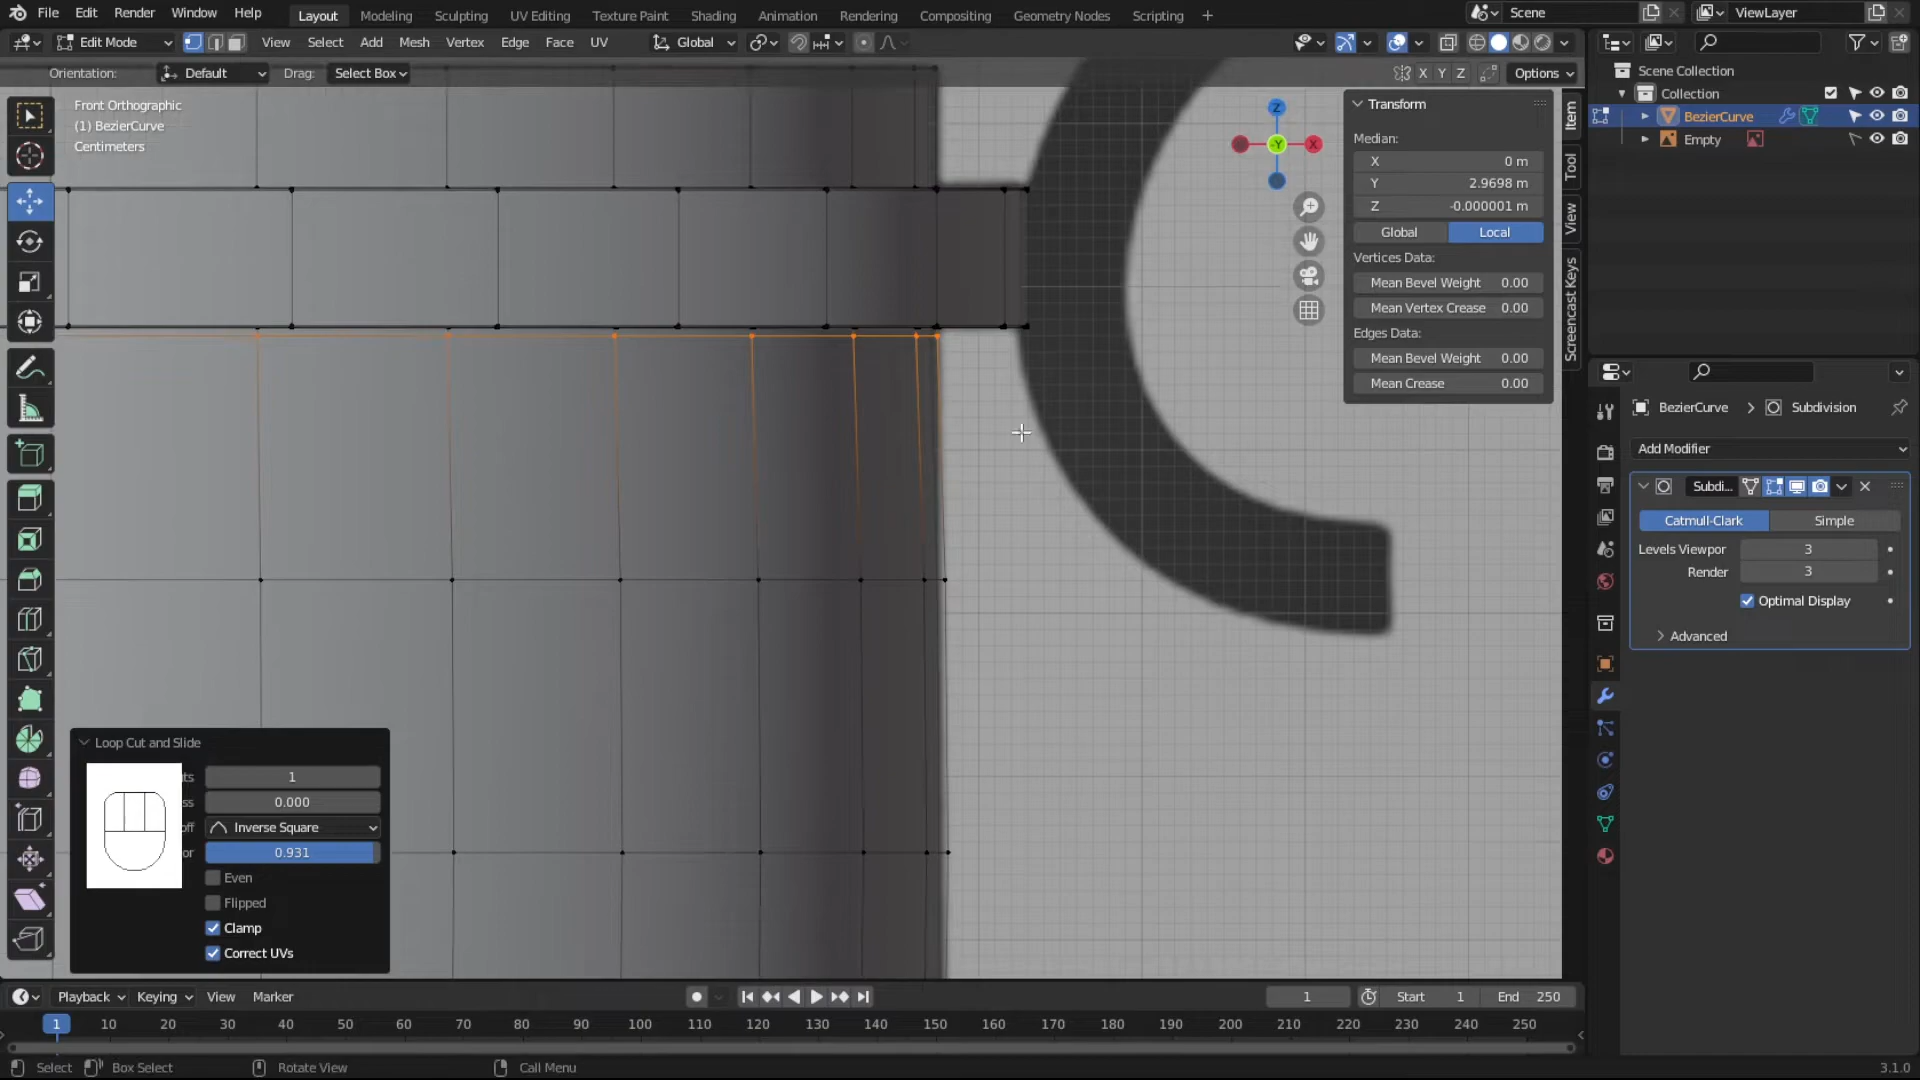 File Edit Render Window Help Layout Modeling Sculpting UV Editing Texture Paint Shading Animation Rendering Compositing Geometry Nodes Scripting + Scene ViewLayer
Edit Mode View Select Add Mesh Vertex Edge Face UV Global
Orientation: Default Drag: Select Box X Y Z Options
Front Orthographic
(1) BezierCurve
Centimeters
Z
-Y
X
Transform
Median:
X 0 m
Y 2.9698 m
Z -0.000001 m
Global Local
Vertices Data:
Mean Bevel Weight 0.00
Mean Vertex Crease 0.00
Edges Data:
Mean Bevel Weight 0.00
Mean Crease 0.00
Item
Tool
View
Screencast Keys
Scene Collection
Collection
BezierCurve
Empty
BezierCurve > Subdivision
Add Modifier
Subdi...
Catmull-Clark Simple
Levels Viewpor 3
Render 3
Optimal Display
Advanced
Loop Cut and Slide
ts 1
ss 0.000
off Inverse Square
or 0.931
Even
Flipped
Clamp
Correct UVs
Playback Keying View Marker 1 Start 1 End 250
1 10 20 30 40 50 60 70 80 90 100 110 120 130 140 150 160 170 180 190 200 210 220 230 240 250
Select Box Select Rotate View Call Menu 3.1.0